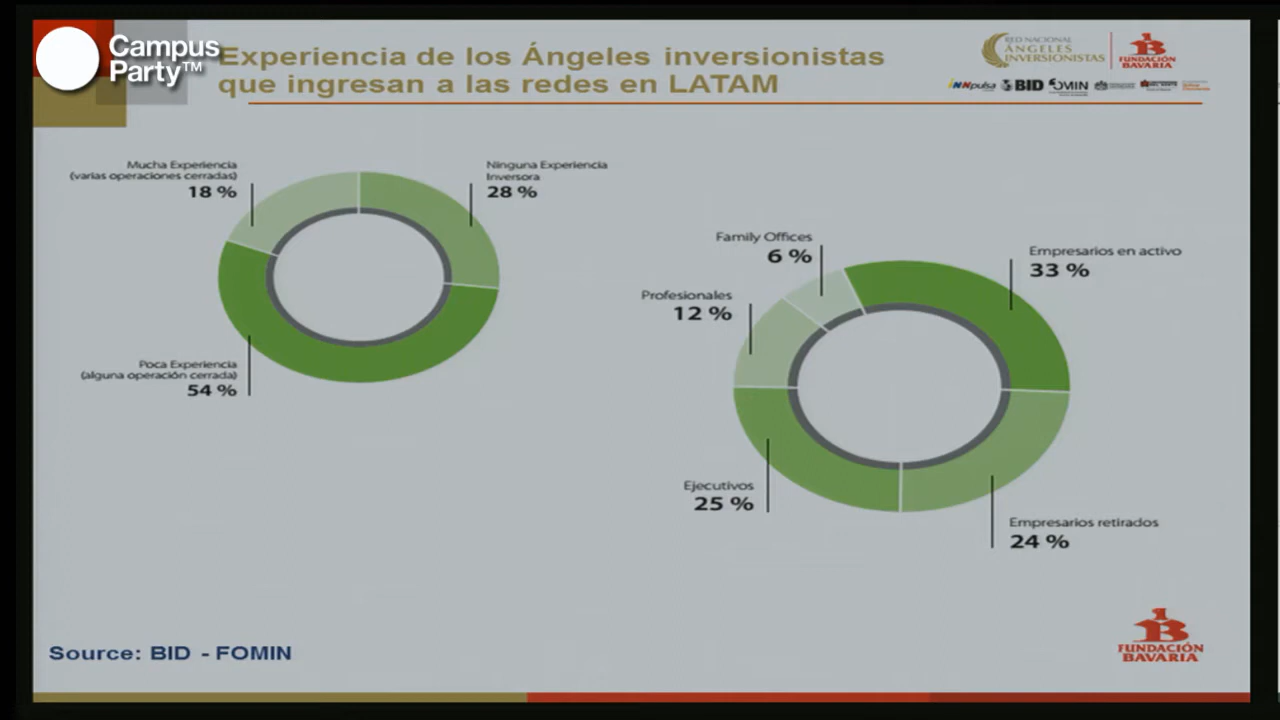 Campus
Party™
Experiencia de los Ángeles inversionistas
que ingresan a las redes en LATAM
RED NACIONAL
ÁNGELES
INVERSIONISTAS
FUNDACIÓN
BAVARIA
iNNpulsa
BID
FOMIN
Mucha Experiencia
(varias operaciones cerradas)
18 %
Ninguna Experiencia
Inversora
28 %
Poca Experiencia
(alguna operación cerrada)
54 %
Family Offices
6 %
Empresarios en activo
33 %
Profesionales
12 %
Ejecutivos
25 %
Empresarios retirados
24 %
Source: BID - FOMIN
FUNDACIÓN
BAVARIA